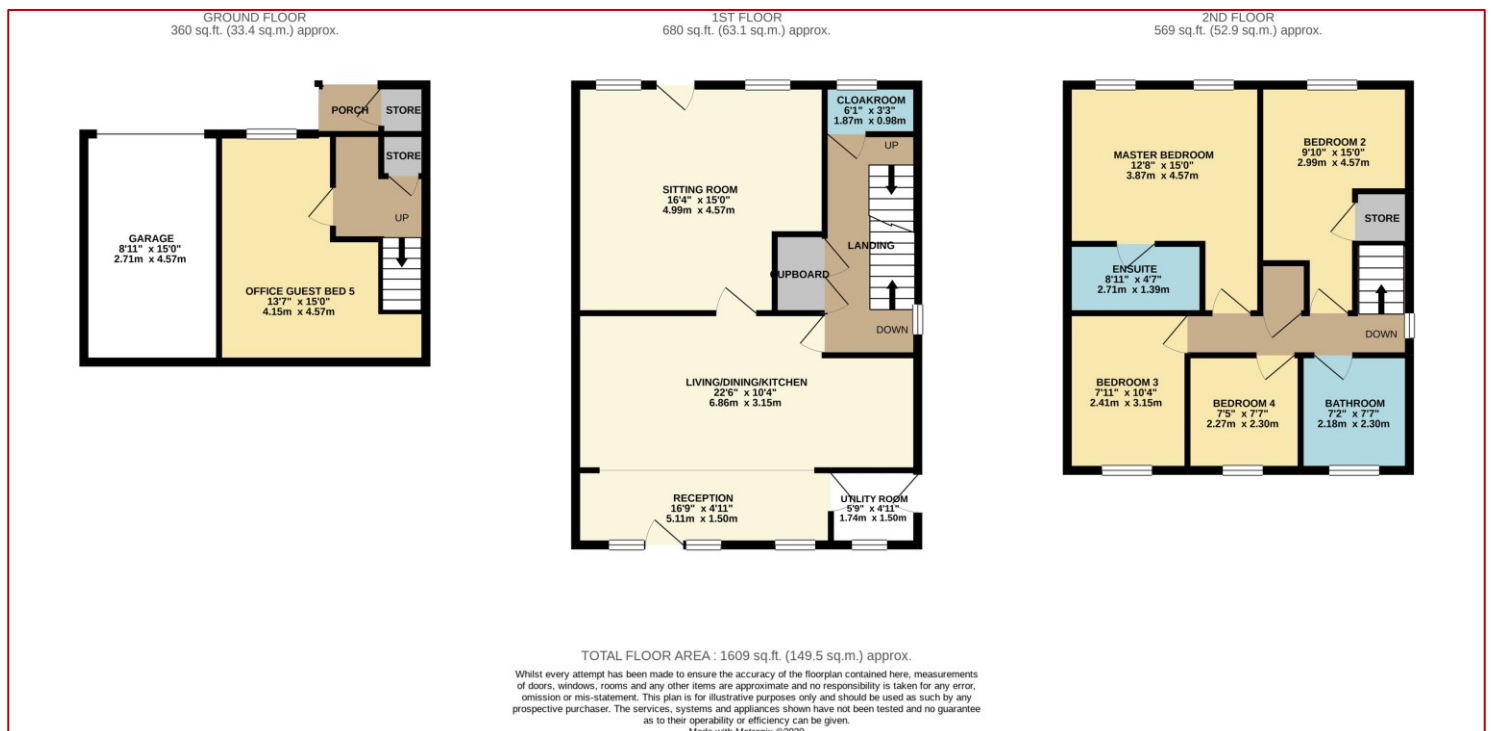 GROUND FLOOR
360 sq.ft. (33.4 sq.m.) approx.
PORCH
STORE
STORE
UP
GARAGE
8'11" x 15'0"
2.71m x 4.57m
OFFICE GUEST BED 5
13'7" x 15'0"
4.15m x 4.57m
1ST FLOOR
680 sq.ft. (63.1 sq.m.) approx.
CLOAKROOM
6'1" x 3'3"
1.87m x 0.98m
UP
SITTING ROOM
16'4" x 15'0"
4.99m x 4.57m
LANDING
CUPBOARD
DOWN
LIVING/DINING/KITCHEN
22'6" x 10'4"
6.86m x 3.15m
RECEPTION
16'9" x 4'11"
5.11m x 1.50m
UTILITY ROOM
5'9" x 4'11"
1.74m x 1.50m
2ND FLOOR
569 sq.ft. (52.9 sq.m.) approx.
MASTER BEDROOM
12'8" x 15'0"
3.87m x 4.57m
BEDROOM 2
9'10" x 15'0"
2.99m x 4.57m
STORE
ENSUITE
8'11" x 4'7"
2.71m x 1.39m
DOWN
BEDROOM 3
7'11" x 10'4"
2.41m x 3.15m
BEDROOM 4
7'5" x 7'7"
2.27m x 2.30m
BATHROOM
7'2" x 7'7"
2.18m x 2.30m
TOTAL FLOOR AREA : 1609 sq.ft. (149.5 sq.m.) approx.
Whilst every attempt has been made to ensure the accuracy of the floorplan contained here, measurements
of doors, windows, rooms and any other items are approximate and no responsibility is taken for any error,
omission or mis-statement. This plan is for illustrative purposes only and should be used as such by any
prospective purchaser. The services, systems and appliances shown have not been tested and no guarantee
as to their operability or efficiency can be given.
Made with Metropix ©2020